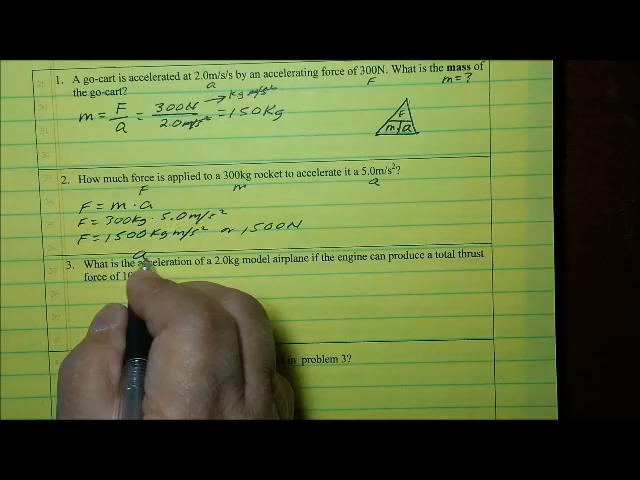 1. A go-cart is accelerated at 2.0m/s/s by an accelerating force of 300N. What is the mass of
a F m=?
the go-cart?
m = F/a = 300N/2.0m/s² → kg m/s² = 150Kg
F
m a
2. How much force is applied to a 300kg rocket to accelerate it a 5.0m/s²?
F m a
F = m · a
F = 300kg · 5.0m/s²
F = 1500 Kg m/s² or 1500N
a
3. What is the acceleration of a 2.0kg model airplane if the engine can produce a total thrust
force of
in problem 3?